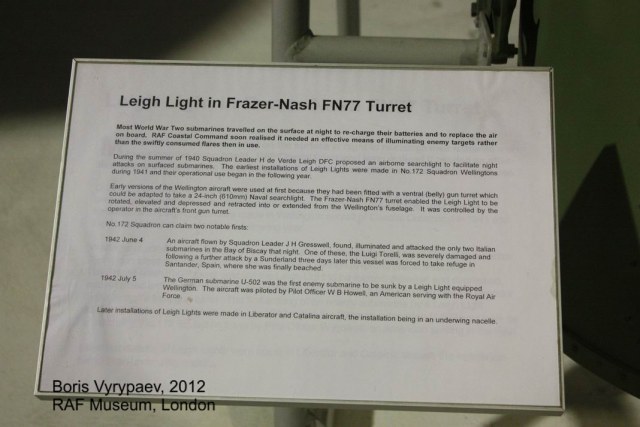 Leigh Light in Frazer-Nash FN77 Turret
Most World War Two submarines travelled on the surface at night to re-charge their batteries and to replace the air
on board. RAF Coastal Command soon realised it needed an effective means of illuminating enemy targets rather
than the swiftly consumed flares then in use.
During the summer of 1940 Squadron Leader H de Verde Leigh DFC proposed an airborne searchlight to facilitate night
attacks on surfaced submarines. The earliest installations of Leigh Lights were made in No.172 Squadron Wellingtons
during 1941 and their operational use began in the following year.
Early versions of the Wellington aircraft were used at first because they had been fitted with a ventral (belly) gun turret which
could be adapted to take a 24-inch (610mm) Naval searchlight. The Frazer-Nash FN77 turret enabled the Leigh Light to be
rotated, elevated and depressed and retracted into or extended from the Wellington's fuselage. It was controlled by the
operator in the aircraft's front gun turret.
No.172 Squadron can claim two notable firsts:
1942 June 4 An aircraft flown by Squadron Leader J H Gresswell, found, illuminated and attacked the only two Italian
submarines in the Bay of Biscay that night. One of these, the Luigi Torelli, was severely damaged and
following a further attack by a Sunderland three days later this vessel was forced to take refuge in
Santander, Spain, where she was finally beached.
1942 July 5 The German submarine U-502 was the first enemy submarine to be sunk by a Leigh Light equipped
Wellington. The aircraft was piloted by Pilot Officer W B Howell, an American serving with the Royal Air
Force.
Later installations of Leigh Lights were made in Liberator and Catalina aircraft, the installation being in an underwing nacelle.
Boris Vyrypaev, 2012
RAF Museum, London